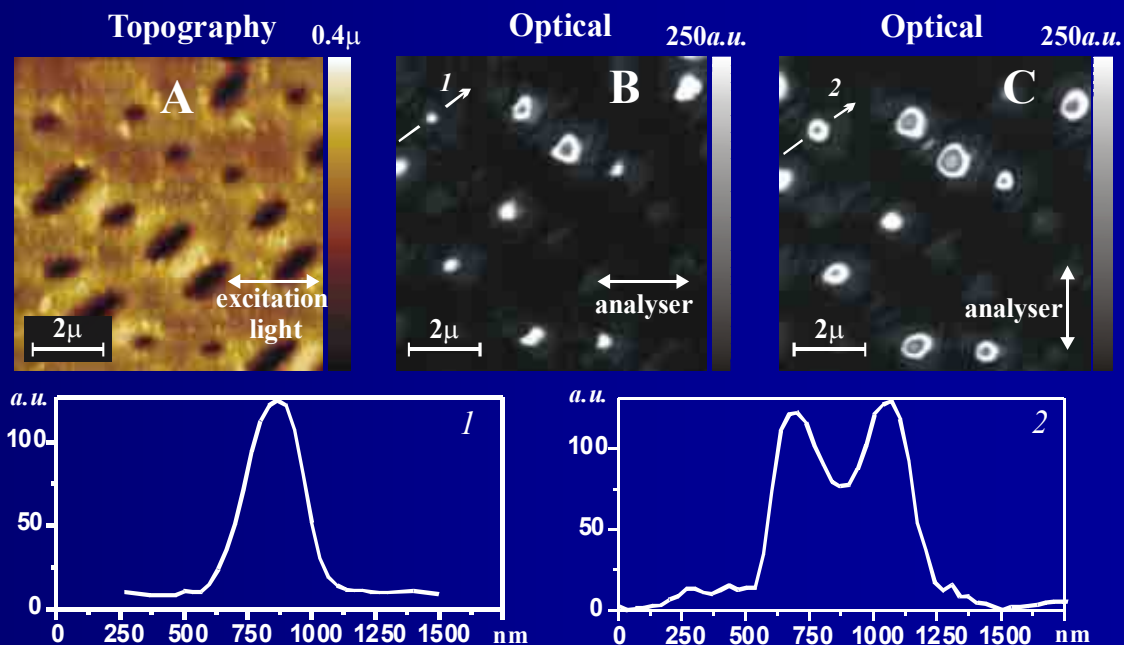 Topography
0.4μ
Optical
250a.u.
Optical
250a.u.
A
1
B
2
C
excitation
light
2μ
analyser
2μ
analyser
2μ
a.u.
100
50
0
1
0 250 500 750 1000 1250 1500 nm
a.u.
100
50
0
2
0 250 500 750 1000 1250 1500 nm